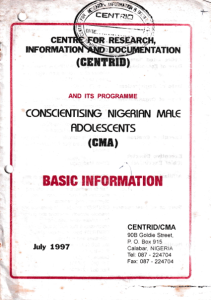 CENTRID
CENTRE FOR RESEARCH,
INFORMATION AND DOCUMENTATION
(CENTRID)
AND ITS PROGRAMME
CONSCIENTISING NIGERIAN MALE
ADOLESCENTS
(CMA)
BASIC INFORMATION
July 1997
CENTRID/CMA
90B Goldie Street,
P. O. Box 915
Calabar, NIGERIA
Tel: 087 - 224704
Fax: 087 - 224704